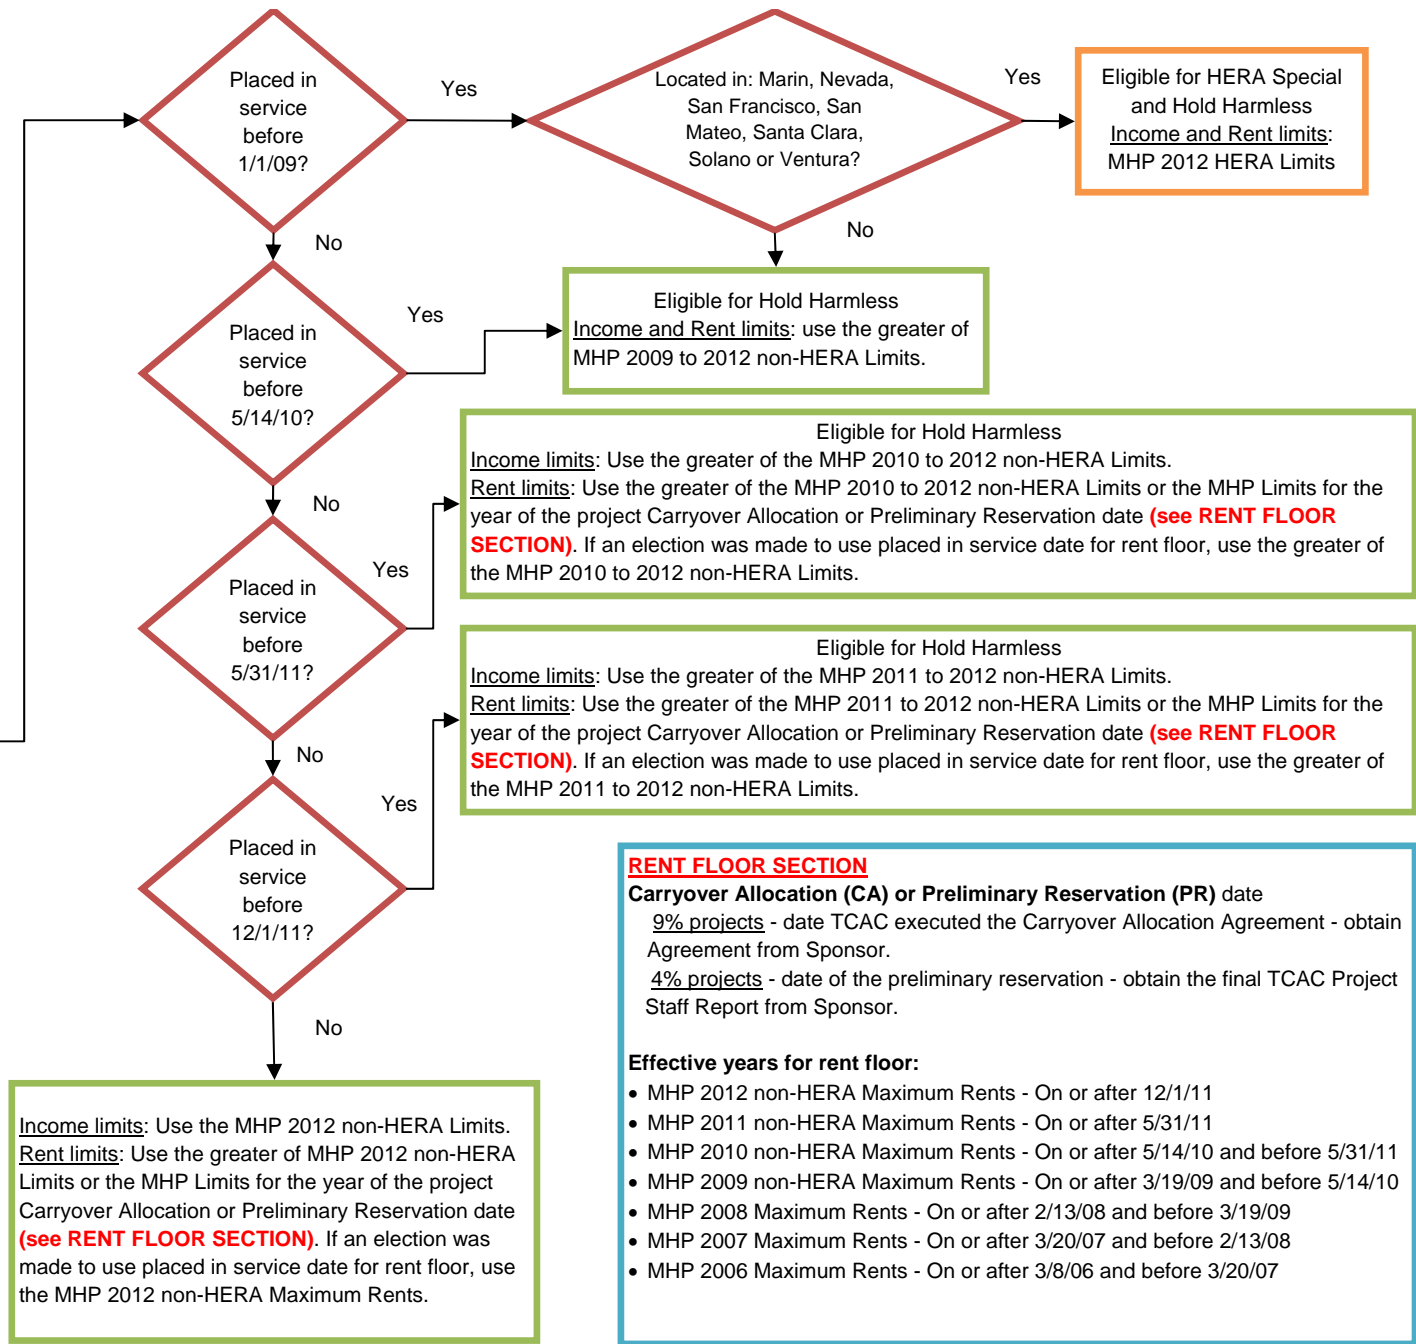 Placed in
service
before
1/1/09?
Yes
Located in: Marin, Nevada,
San Francisco, San
Mateo, Santa Clara,
Solano or Ventura?
Yes
Eligible for HERA Special
and Hold Harmless
Income and Rent limits:
MHP 2012 HERA Limits
No
No
Placed in
service
before
5/14/10?
Yes
Eligible for Hold Harmless
Income and Rent limits: use the greater of
MHP 2009 to 2012 non-HERA Limits.
No
Placed in
service
before
5/31/11?
Yes
Eligible for Hold Harmless
Income limits: Use the greater of the MHP 2010 to 2012 non-HERA Limits.
Rent limits: Use the greater of the MHP 2010 to 2012 non-HERA Limits or the MHP Limits for the
year of the project Carryover Allocation or Preliminary Reservation date (see RENT FLOOR
SECTION). If an election was made to use placed in service date for rent floor, use the greater of
the MHP 2010 to 2012 non-HERA Limits.
No
Placed in
service
before
12/1/11?
Yes
Eligible for Hold Harmless
Income limits: Use the greater of the MHP 2011 to 2012 non-HERA Limits.
Rent limits: Use the greater of the MHP 2011 to 2012 non-HERA Limits or the MHP Limits for the
year of the project Carryover Allocation or Preliminary Reservation date (see RENT FLOOR
SECTION). If an election was made to use placed in service date for rent floor, use the greater of
the MHP 2011 to 2012 non-HERA Limits.
No
Income limits: Use the MHP 2012 non-HERA Limits.
Rent limits: Use the greater of MHP 2012 non-HERA
Limits or the MHP Limits for the year of the project
Carryover Allocation or Preliminary Reservation date
(see RENT FLOOR SECTION). If an election was
made to use placed in service date for rent floor, use
the MHP 2012 non-HERA Maximum Rents.
RENT FLOOR SECTION
Carryover Allocation (CA) or Preliminary Reservation (PR) date
9% projects - date TCAC executed the Carryover Allocation Agreement - obtain
Agreement from Sponsor.
4% projects - date of the preliminary reservation - obtain the final TCAC Project
Staff Report from Sponsor.
Effective years for rent floor:
• MHP 2012 non-HERA Maximum Rents - On or after 12/1/11
• MHP 2011 non-HERA Maximum Rents - On or after 5/31/11
• MHP 2010 non-HERA Maximum Rents - On or after 5/14/10 and before 5/31/11
• MHP 2009 non-HERA Maximum Rents - On or after 3/19/09 and before 5/14/10
• MHP 2008 Maximum Rents - On or after 2/13/08 and before 3/19/09
• MHP 2007 Maximum Rents - On or after 3/20/07 and before 2/13/08
• MHP 2006 Maximum Rents - On or after 3/8/06 and before 3/20/07